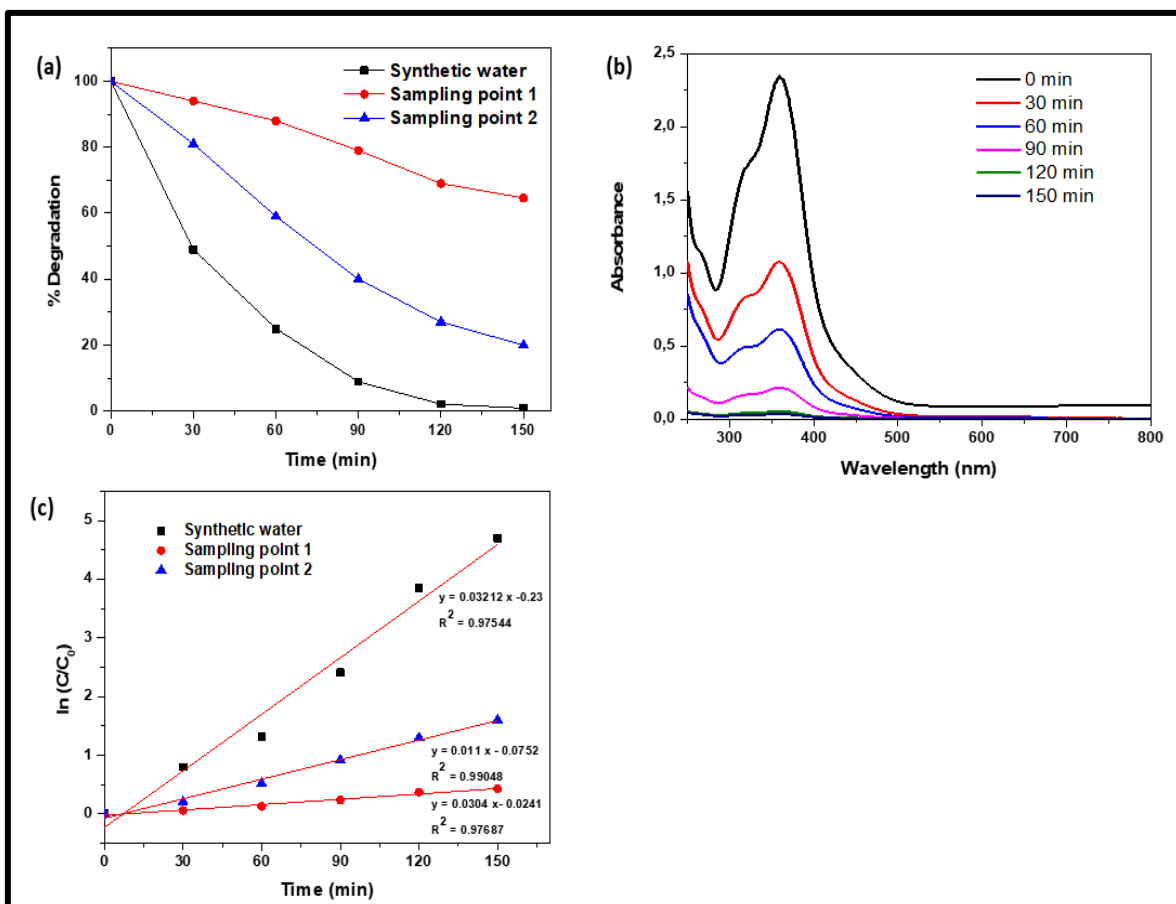 (a)
Synthetic water
Sampling point 1
Sampling point 2
% Degradation
100
80
60
40
20
0
0 30 60 90 120 150
Time (min)
(b)
0 min
30 min
60 min
90 min
120 min
150 min
Absorbance
2,5
2,0
1,5
1,0
0,5
0,0
300 400 500 600 700 800
Wavelength (nm)
(c)
Synthetic water
Sampling point 1
Sampling point 2
ln (C/C0)
5
4
3
2
1
0
y = 0.03212 x -0.23
R2 = 0.97544
y = 0.011 x - 0.0752
R2 = 0.99048
y = 0.0304 x- 0.0241
R2 = 0.97687
0 30 60 90 120 150
Time (min)